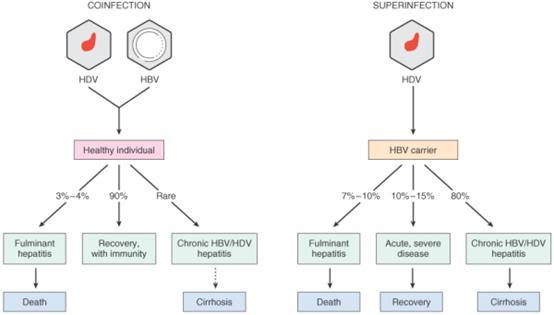 COINFECTION
HDV
HBV
Healthy individual
3%–4%
90%
Rare
Fulminant
hepatitis
Recovery,
with immunity
Chronic HBV/HDV
hepatitis
Death
Cirrhosis
SUPERINFECTION
HDV
HBV carrier
7%–10%
10%–15%
80%
Fulminant
hepatitis
Acute, severe
disease
Chronic HBV/HDV
hepatitis
Death
Recovery
Cirrhosis